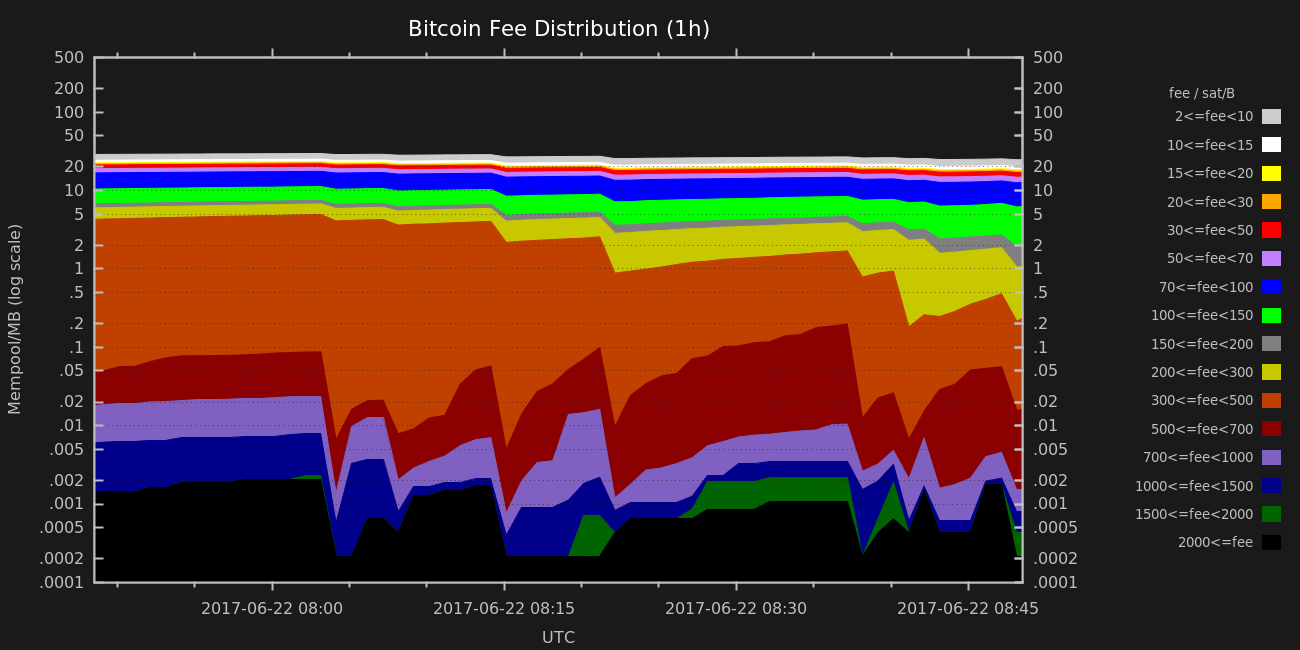 Bitcoin Fee Distribution (1h)
500 500
200 200
100 100
50 50
20 20
10 10
5 5
2 2
1 1
.5 .5
.2 .2
.1 .1
.05 .05
.02 .02
.01 .01
.005 .005
.002 .002
.001 .001
.0005 .0005
.0002 .0002
.0001 .0001
Mempool/MB (log scale)
2017-06-22 08:00 2017-06-22 08:15 2017-06-22 08:30 2017-06-22 08:45
UTC
fee / sat/B
2<=fee<10
10<=fee<15
15<=fee<20
20<=fee<30
30<=fee<50
50<=fee<70
70<=fee<100
100<=fee<150
150<=fee<200
200<=fee<300
300<=fee<500
500<=fee<700
700<=fee<1000
1000<=fee<1500
1500<=fee<2000
2000<=fee